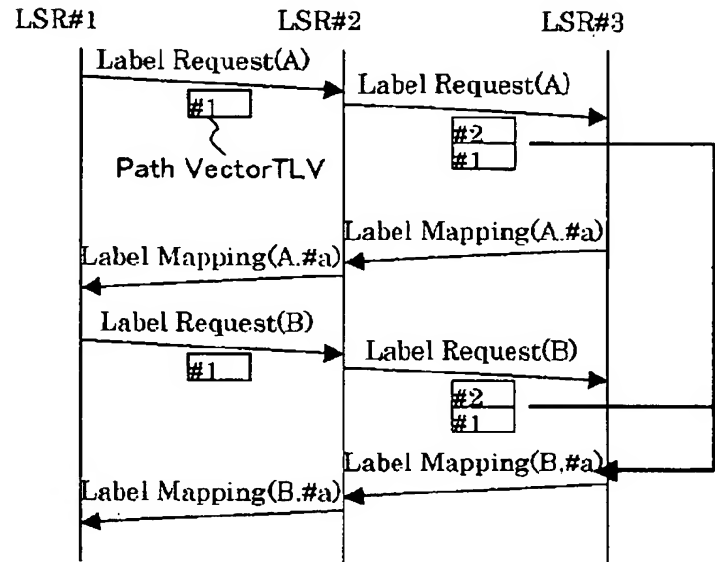 LSR#1 LSR#2 LSR#3
Label Request(A)
Label Request(A)
#1
#2
#1
Path VectorTLV
Label Mapping(A.#a)
Label Mapping(A.#a)
Label Request(B)
Label Request(B)
#1
#2
#1
Label Mapping(B,#a)
Label Mapping(B.#a)